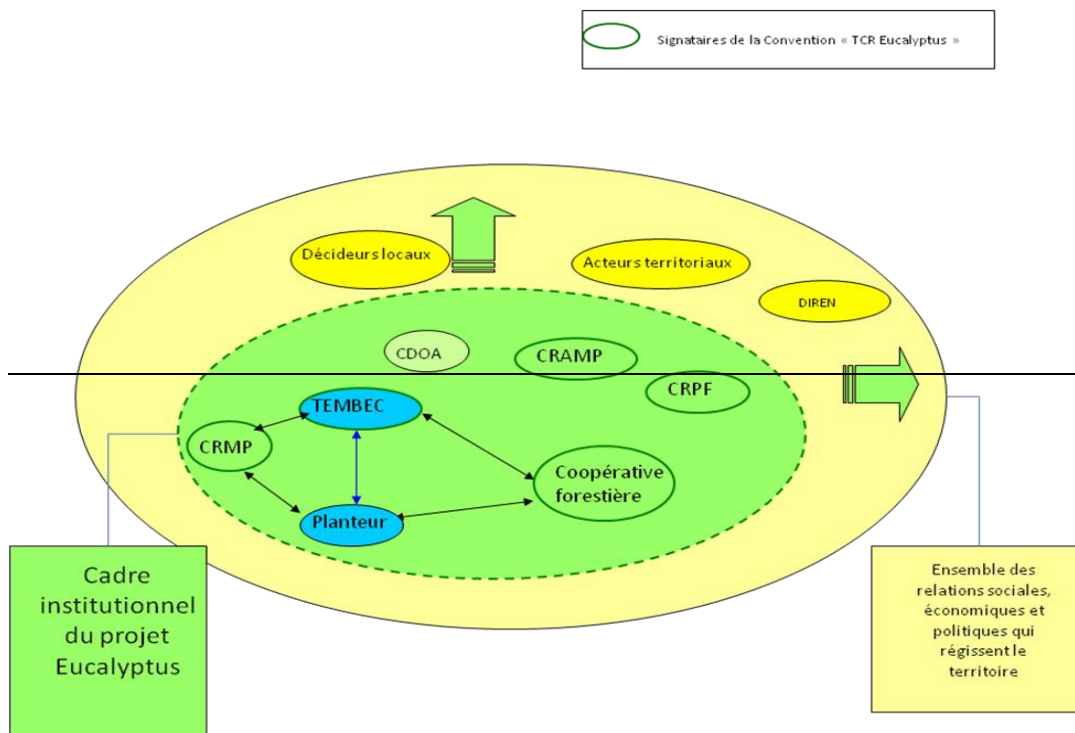 Signataires de la Convention « TCR Eucalyptus »
Décideurs locaux
Acteurs territoriaux
DIREN
CDOA
CRAMP
CRPF
TEMBEC
CRMP
Coopérative
forestière
Planteur
Cadre
institutionnel
du projet
Eucalyptus
Ensemble des
relations sociales,
économiques et
politiques qui
régissent le
territoire